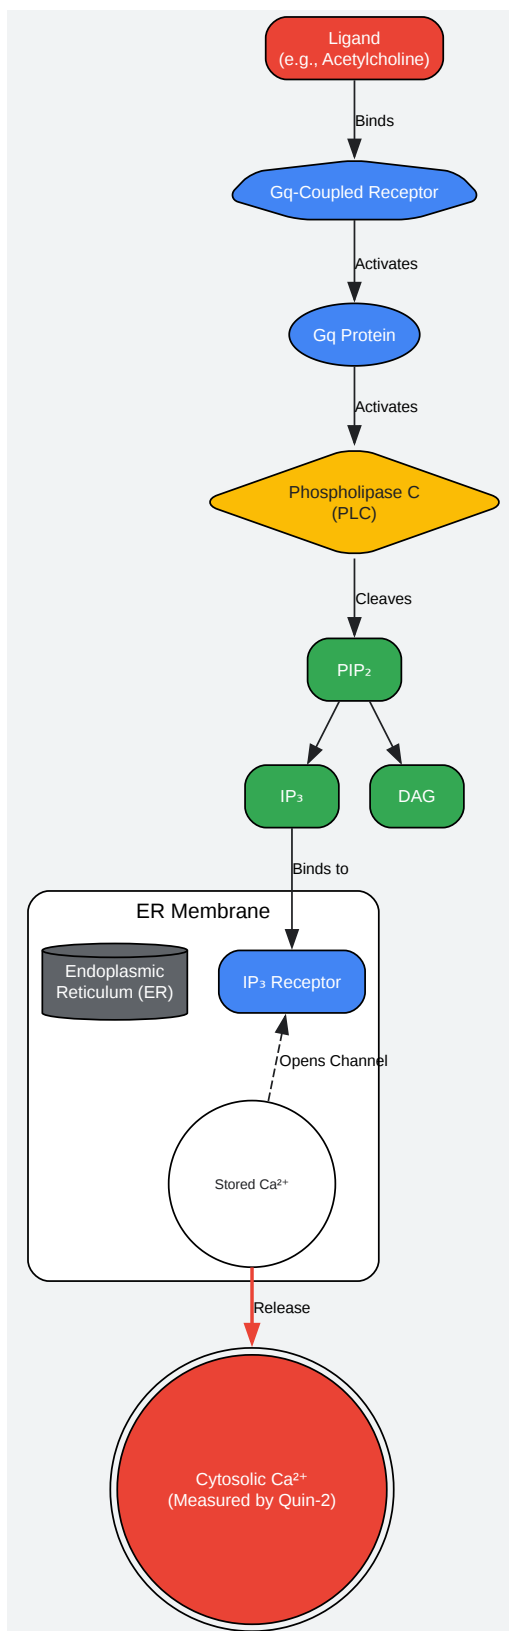 Ligand
(e.g., Acetylcholine)
Binds
Gq-Coupled Receptor
Activates
Gq Protein
Activates
Phospholipase C
(PLC)
Cleaves
PIP₂
IP₃
DAG
Binds to
ER Membrane
Endoplasmic
Reticulum (ER)
IP₃ Receptor
Opens Channel
Stored Ca²⁺
Release
Cytosolic Ca²⁺
(Measured by Quin-2)